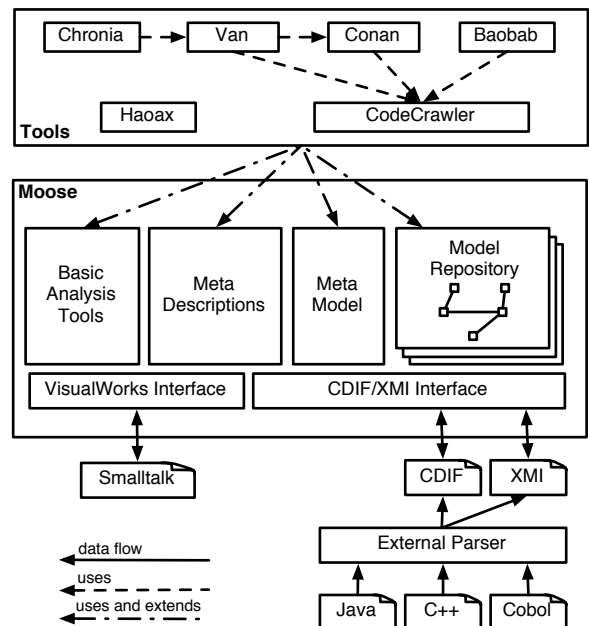 Chronia
Van
Conan
Baobab
Haoax
CodeCrawler
Tools
Moose
Basic
Analysis
Tools
Meta
Descriptions
Meta
Model
Model
Repository
VisualWorks Interface
CDIF/XMI Interface
Smalltalk
CDIF
XMI
External Parser
data flow
uses
uses and extends
Java
C++
Cobol